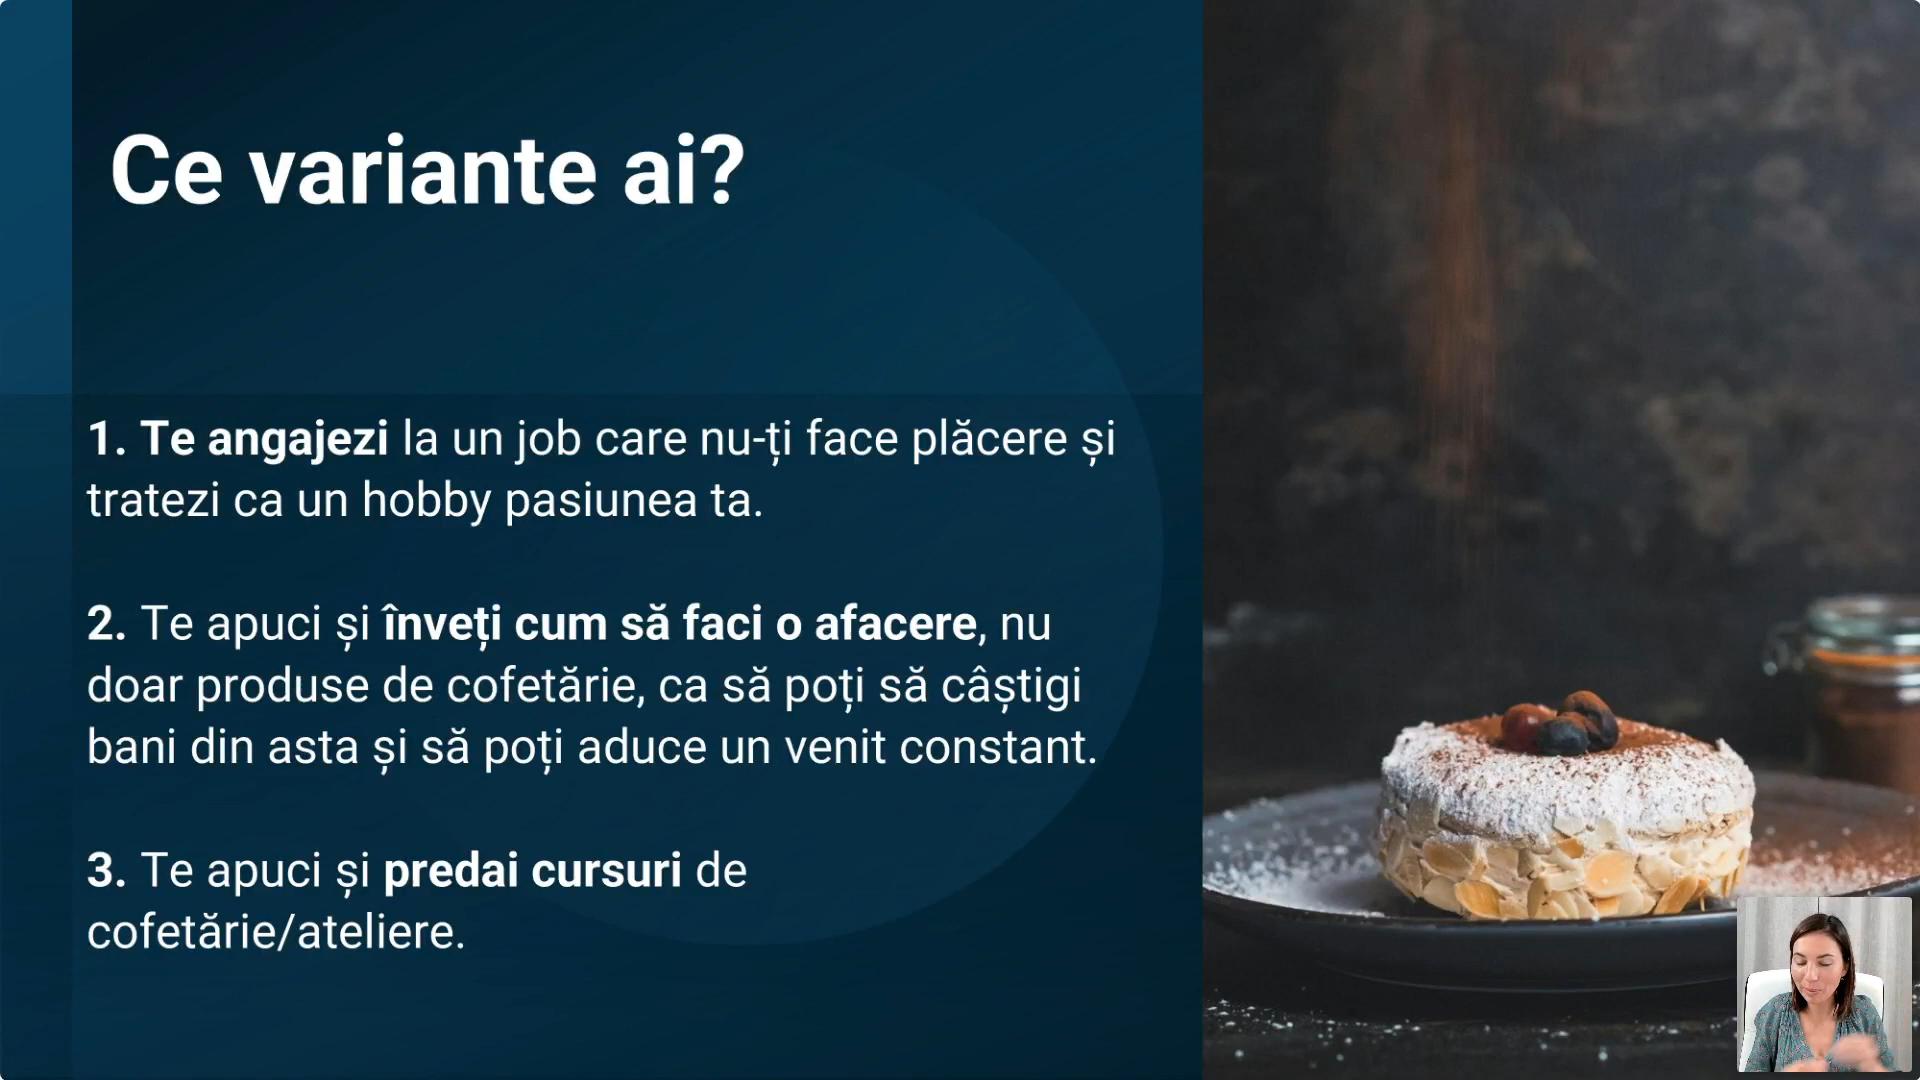 Ce variante ai?
1. Te angajezi la un job care nu-ți face plăcere și
tratezi ca un hobby pasiunea ta.
2. Te apuci și înveți cum să faci o afacere, nu
doar produse de cofetărie, ca să poți să câștigi
bani din asta și să poți aduce un venit constant.
3. Te apuci și predai cursuri de
cofetărie/ateliere.